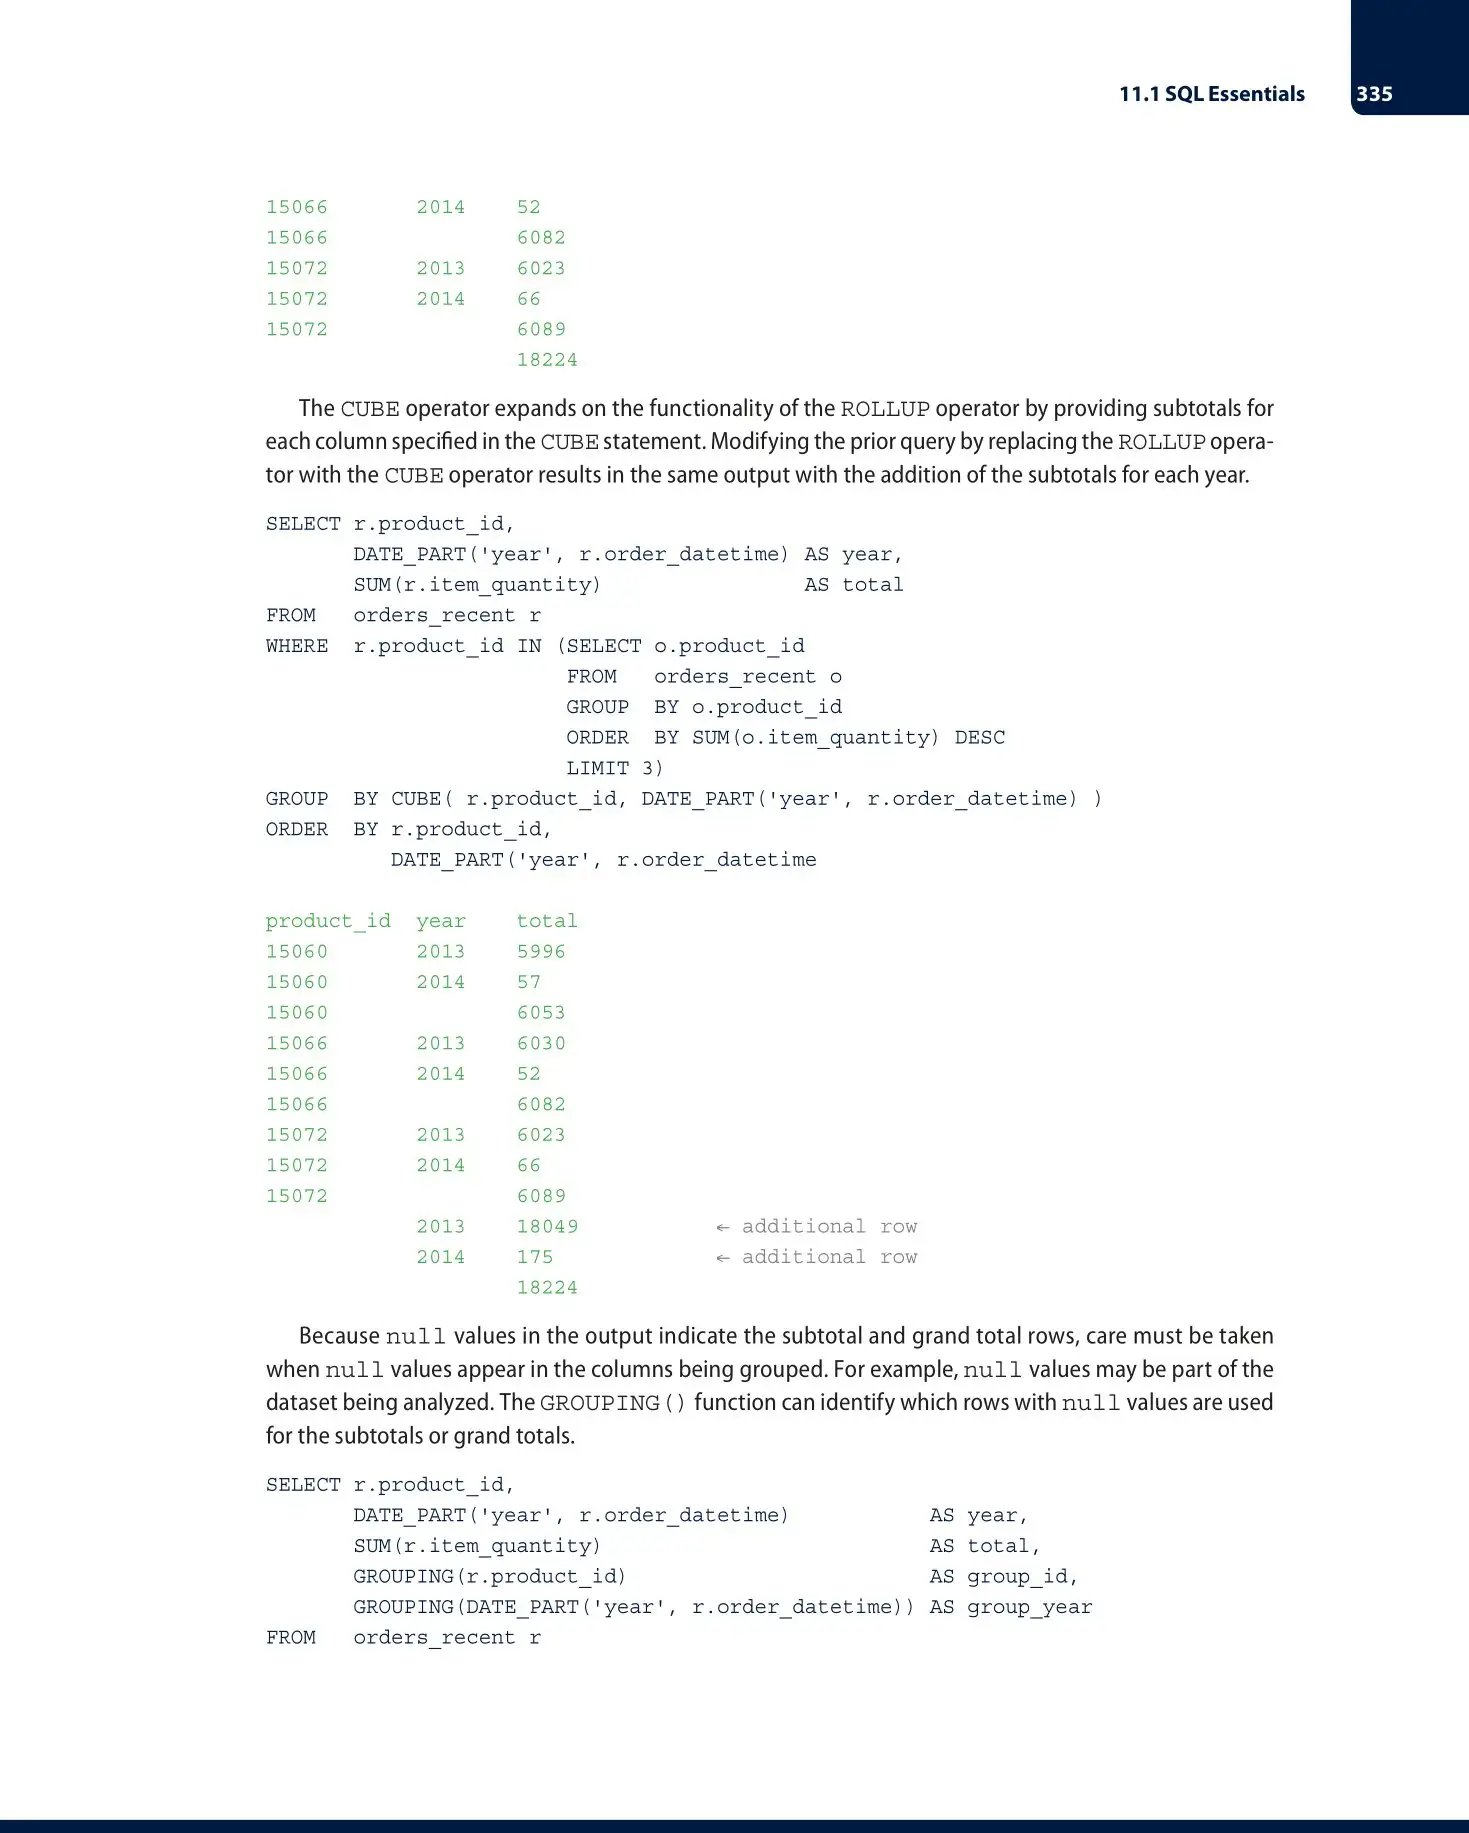 11.1 SQL Essentials 335
15066 2014 52
15066 6082
15072 2013 6023
15072 2014 66
15072 6089
18224
The CUBE operator expands on the functionality of the ROLLUP operator by providing subtotals for
each column specified in the CUBE statement. Modifying the prior query by replacing the ROLLUP opera-
tor with the CUBE operator results in the same output with the addition of the subtotals for each year.
SELECT r.product_id,
DATE_PART('year', r.order_datetime) AS year,
SUM(r.item_quantity) AS total
FROM orders_recent r
WHERE r.product_id IN (SELECT o.product_id
FROM orders_recent o
GROUP BY o.product_id
ORDER BY SUM(o.item_quantity) DESC
LIMIT 3)
GROUP BY CUBE( r.product_id, DATE_PART('year', r.order_datetime) )
ORDER BY r.product_id,
DATE_PART('year', r.order_datetime
product_id year total
15060 2013 5996
15060 2014 57
15060 6053
15066 2013 6030
15066 2014 52
15066 6082
15072 2013 6023
15072 2014 66
15072 6089
2013 18049 ← additional row
2014 175 ← additional row
18224
Because null values in the output indicate the subtotal and grand total rows, care must be taken
when null values appear in the columns being grouped. For example, null values may be part of the
dataset being analyzed. The GROUPING() function can identify which rows with null values are used
for the subtotals or grand totals.
SELECT r.product_id,
DATE_PART('year', r.order_datetime) AS year,
SUM(r.item_quantity) AS total,
GROUPING(r.product_id) AS group_id,
GROUPING(DATE_PART('year', r.order_datetime)) AS group_year
FROM orders_recent r